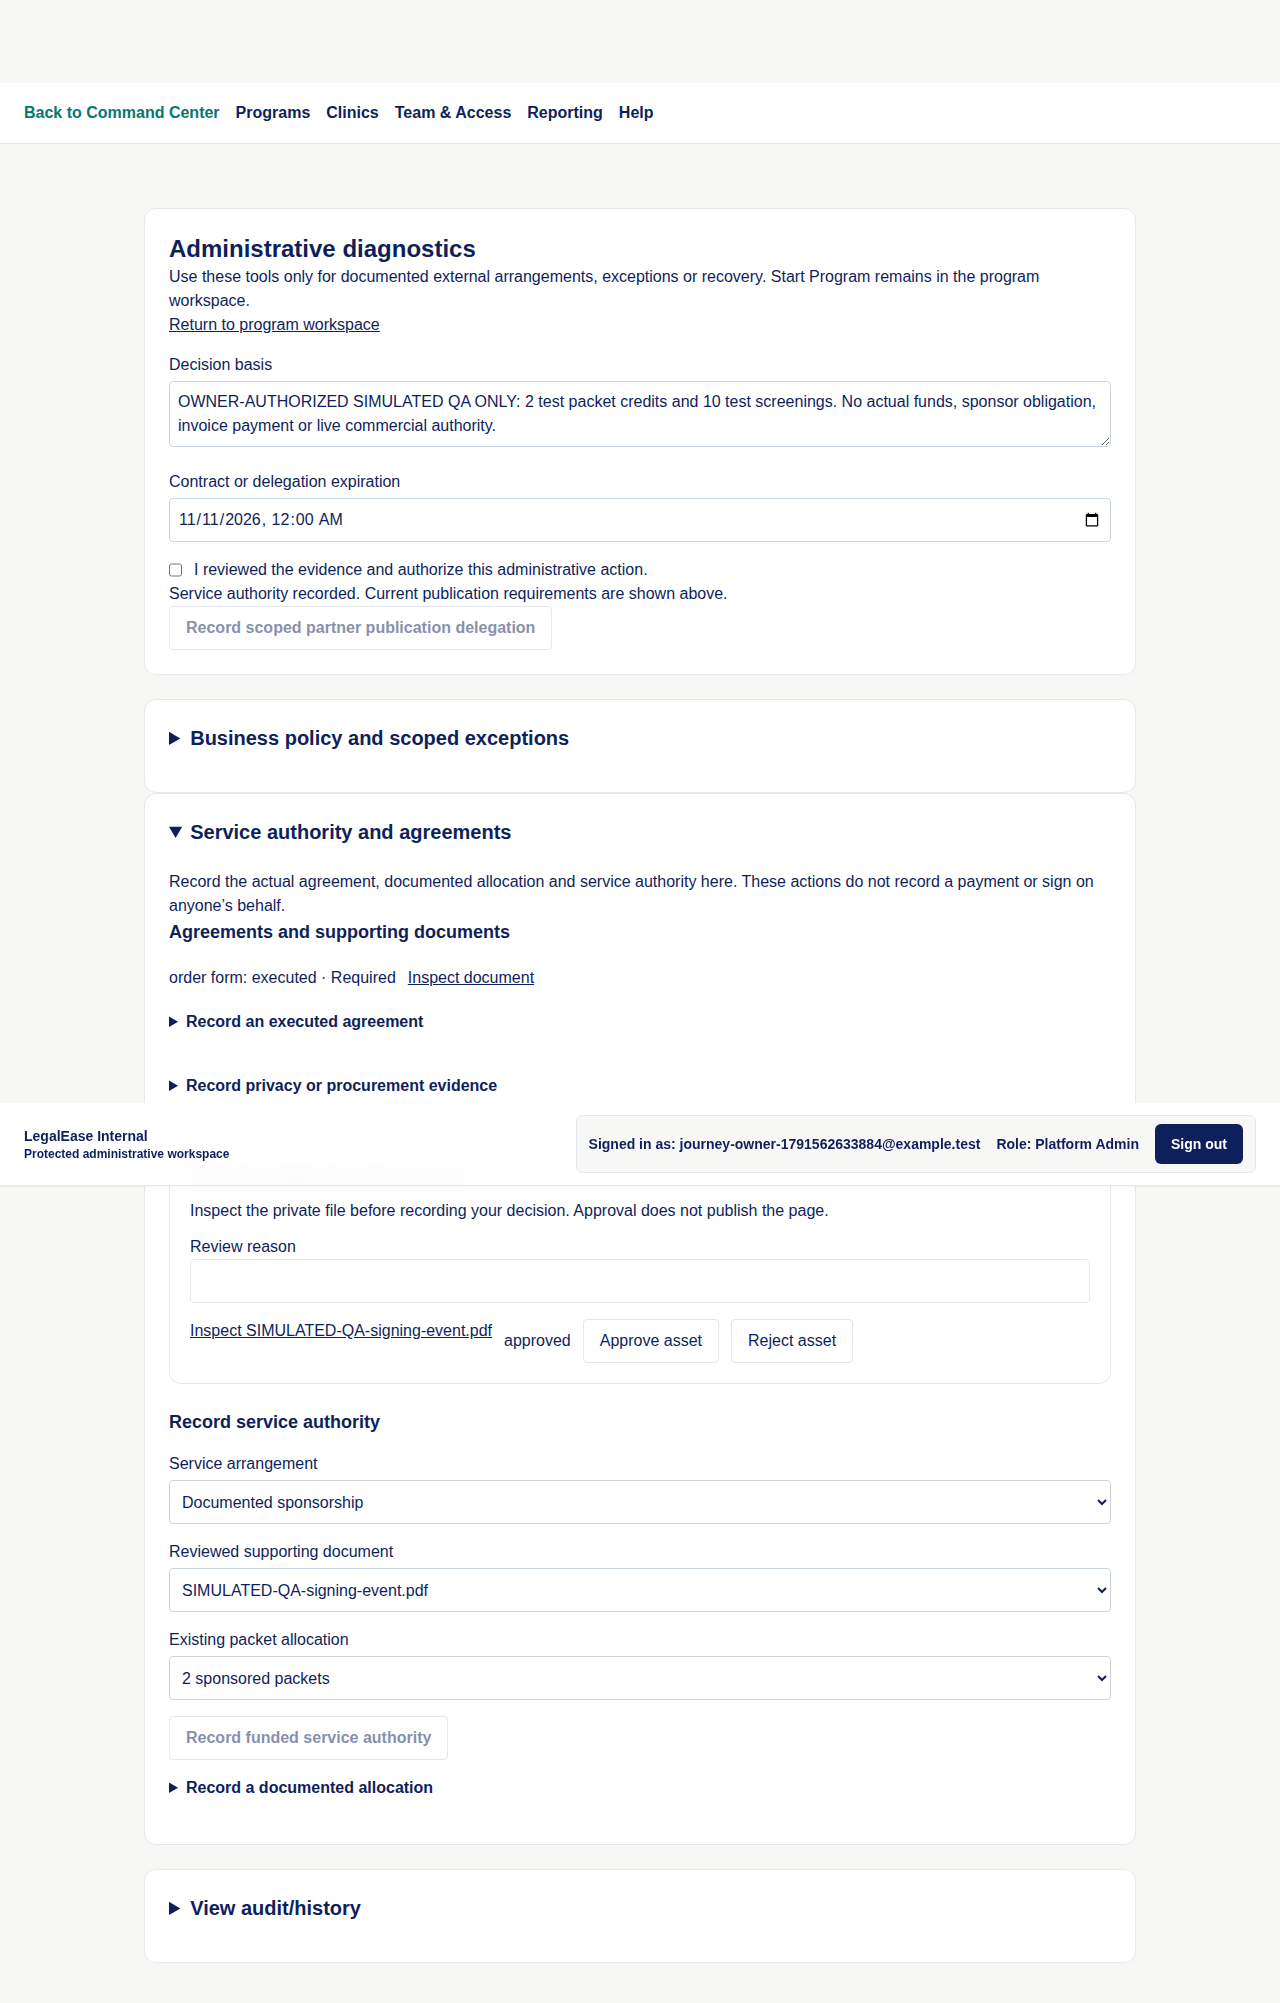 Back to Command Center Programs Clinics Team & Access Reporting Help
Administrative diagnostics
Use these tools only for documented external arrangements, exceptions or recovery. Start Program remains in the program
workspace.
Return to program workspace
Decision basis
OWNER-AUTHORIZED SIMULATED QA ONLY: 2 test packet credits and 10 test screenings. No actual funds, sponsor obligation,
invoice payment or live commercial authority.
Contract or delegation expiration
11/11/2026, 12:00 AM
I reviewed the evidence and authorize this administrative action.
Service authority recorded. Current publication requirements are shown above.
Record scoped partner publication delegation
Business policy and scoped exceptions
Service authority and agreements
Record the actual agreement, documented allocation and service authority here. These actions do not record a payment or sign on
anyone’s behalf.
Agreements and supporting documents
order form: executed · Required Inspect document
Record an executed agreement
Record privacy or procurement evidence
LegalEase Internal
Protected administrative workspace
Signed in as: journey-owner-1791562633884@example.test Role: Platform Admin Sign out
Inspect the private file before recording your decision. Approval does not publish the page.
Review reason
Inspect SIMULATED-QA-signing-event.pdf approved Approve asset Reject asset
Record service authority
Service arrangement
Documented sponsorship
Reviewed supporting document
SIMULATED-QA-signing-event.pdf
Existing packet allocation
2 sponsored packets
Record funded service authority
Record a documented allocation
View audit/history